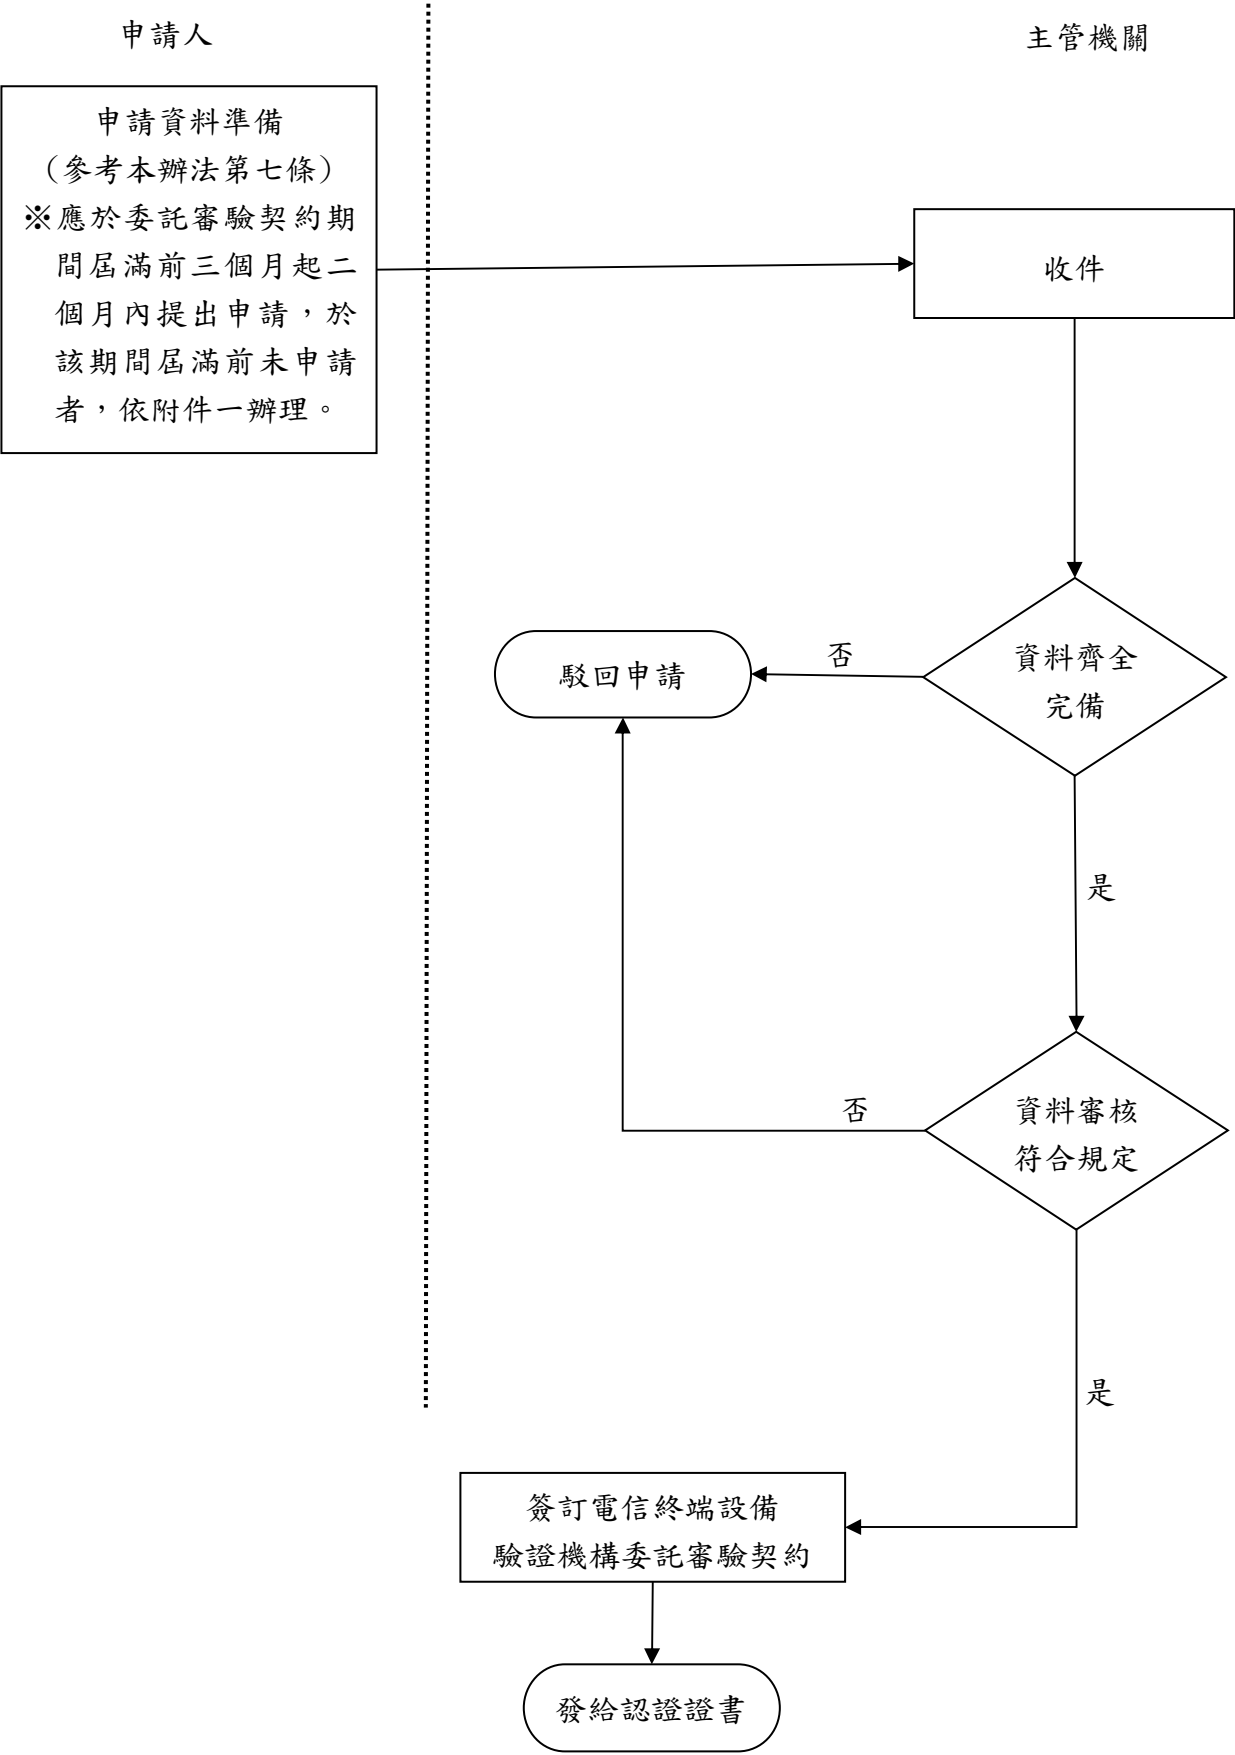 申請人
主管機關
申請資料準備
（參考本辦法第七條）
※應於委託審驗契約期
間屆滿前三個月起二
個月內提出申請，於
該期間屆滿前未申請
者，依附件一辦理。
收件
資料齊全
完備
否
駁回申請
是
資料審核
符合規定
否
是
簽訂電信終端設備
驗證機構委託審驗契約
發給認證證書